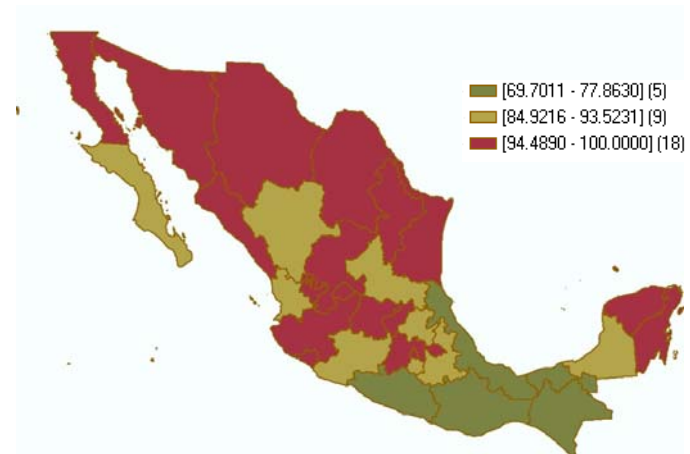 [69.7011 - 77.8630] (5)
[84.9216 - 93.5231] (9)
[94.4890 - 100.0000] (18)